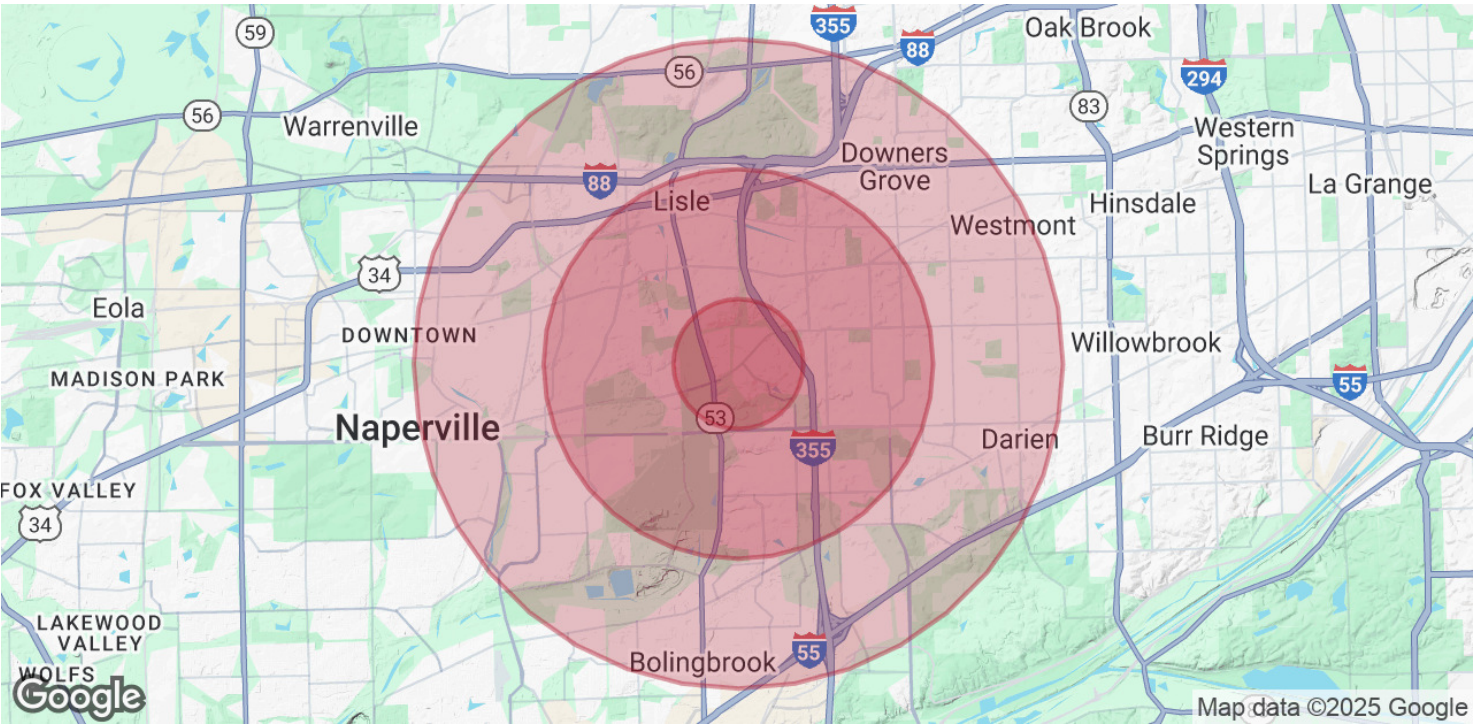 59
355
88
Oak Brook
56
294
83
56
Warrenville
Western
Springs
Downers
Grove
88
La Grange
Lisle
Hinsdale
Westmont
34
Eola
DOWNTOWN
Willowbrook
MADISON PARK
55
53
Naperville
Darien
Burr Ridge
355
FOX VALLEY
34
LAKEWOOD
VALLEY
55
Bolingbrook
WOLFS
Google
Map data ©2025 Google